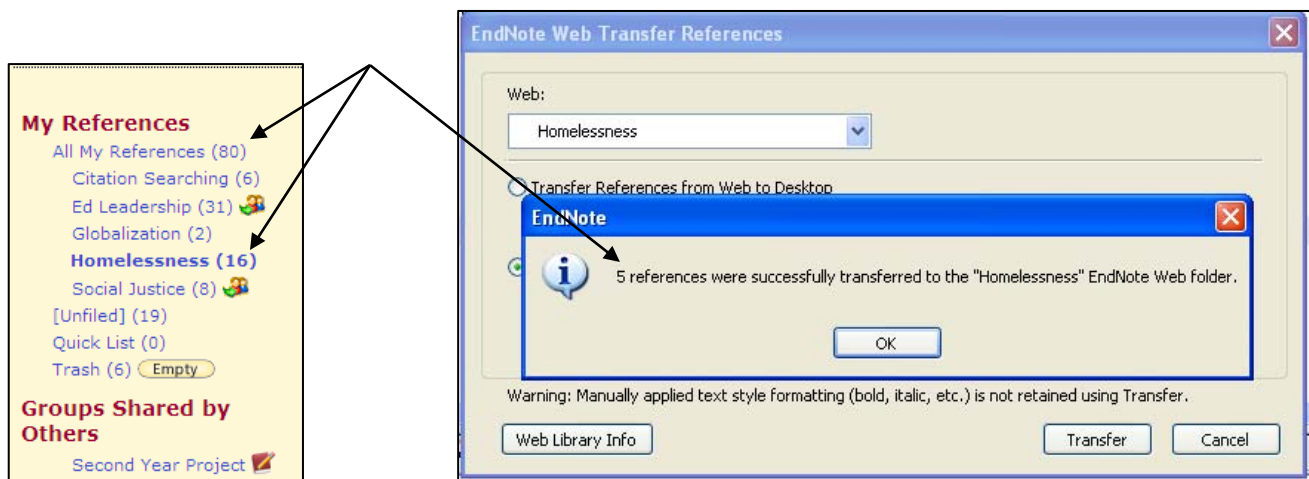 My References
All My References (80)
Citation Searching (6)
Ed Leadership (31)
Globalization (2)
Homelessness (16)
Social Justice (8)
[Unfiled] (19)
Quick List (0)
Trash (6) Empty
Groups Shared by
Others
Second Year Project
EndNote Web Transfer References
Web:
Homelessness
Transfer References from Web to Desktop
EndNote
5 references were successfully transferred to the "Homelessness" EndNote Web folder.
OK
Warning: Manually applied text style formatting (bold, italic, etc.) is not retained using Transfer.
Web Library Info
Transfer
Cancel